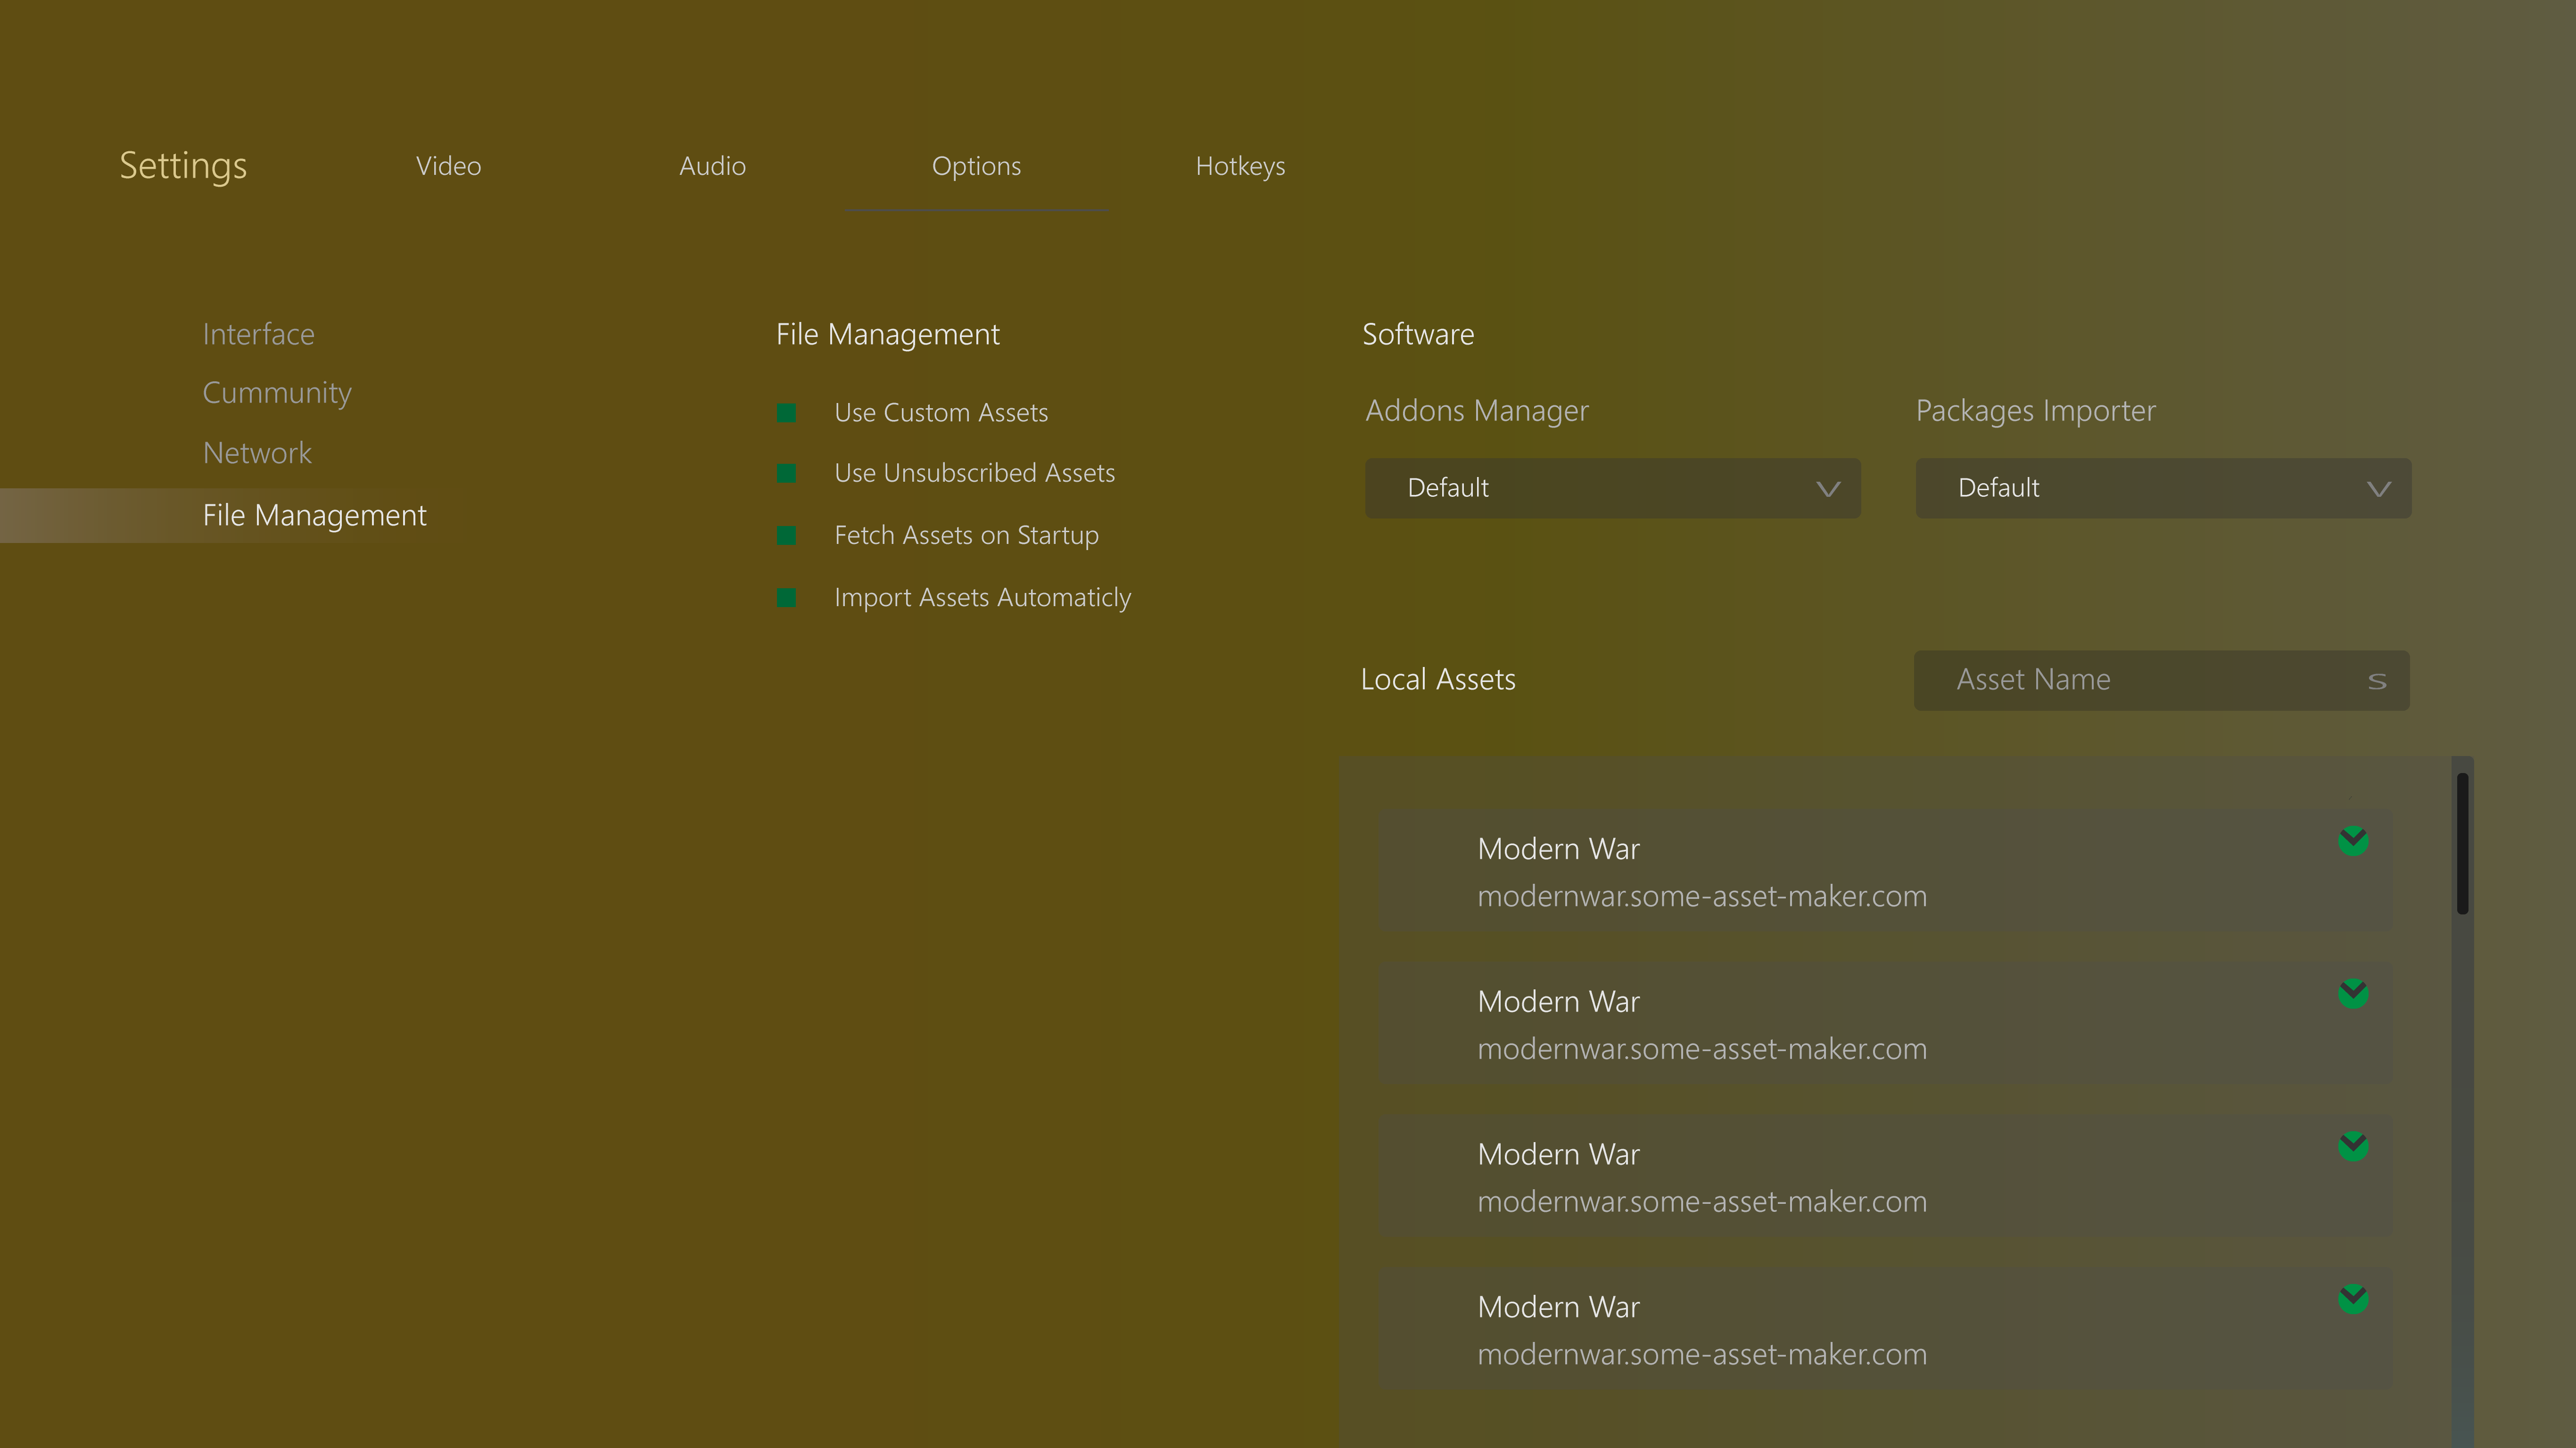 Settings
Video
Audio
Options
Hotkeys
Interface
Cummunity
Network
File Management
File Management
Use Custom Assets
Use Unsubscribed Assets
Fetch Assets on Startup
Import Assets Automaticly
Software
Addons Manager
Packages Importer
Default
Default
Local Assets
Asset Name
S
Modern War
modernwar.some-asset-maker.com
Modern War
modernwar.some-asset-maker.com
Modern War
modernwar.some-asset-maker.com
Modern War
modernwar.some-asset-maker.com